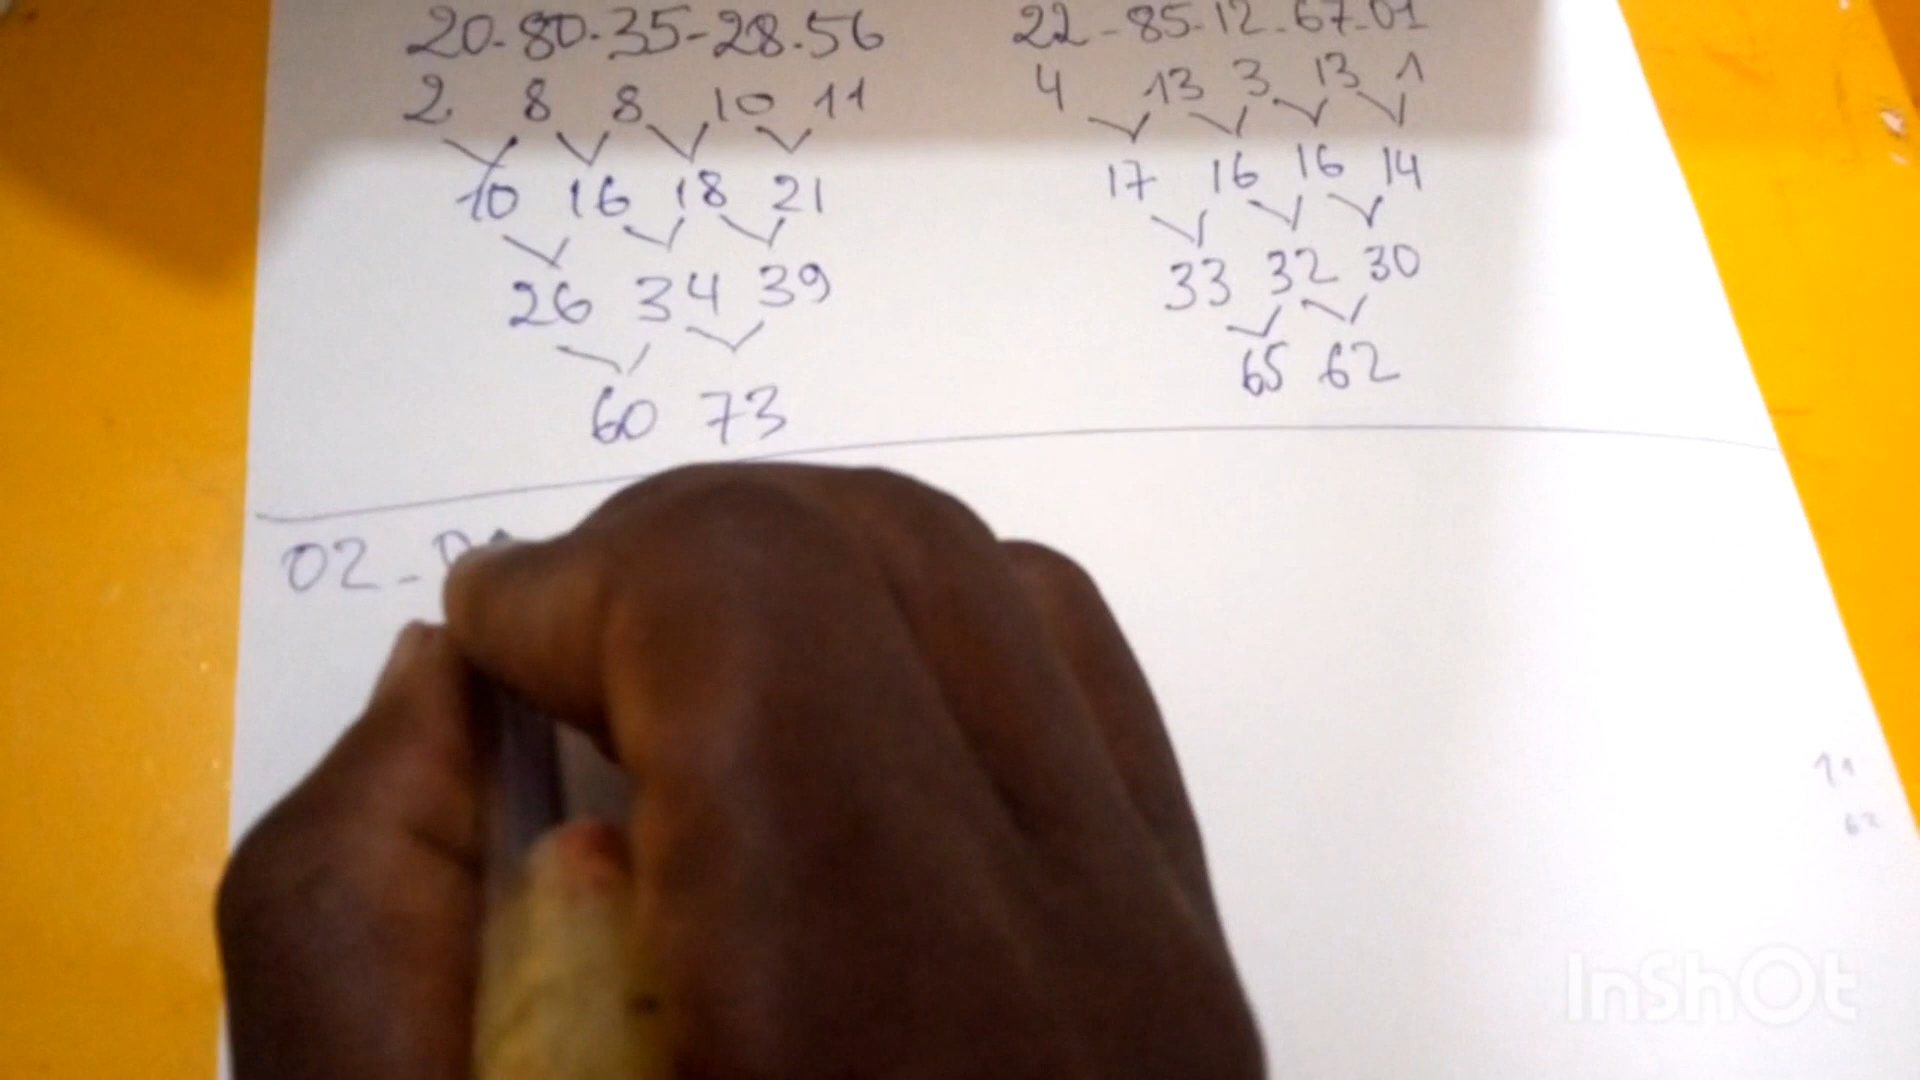 20-80-35-28-56
2 8 8 10 11
10 16 18 21
26 34 39
60 73
22-85-12-67-01
4 13 3 13 1
17 16 16 14
33 32 30
65 62
02-
11
62
InShOt